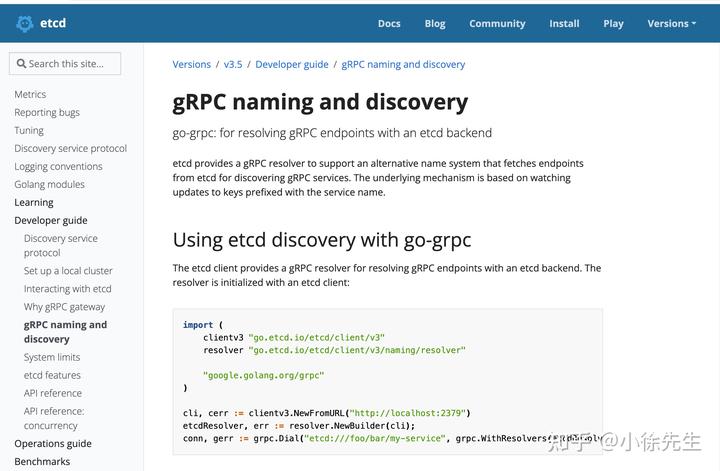 etcd
Docs Blog Community Install Play Versions
Search this site...
Versions / v3.5 / Developer guide / gRPC naming and discovery
Metrics
Reporting bugs
Tuning
Discovery service protocol
Logging conventions
Golang modules
Learning
Developer guide
Discovery service
protocol
Set up a local cluster
Interacting with etcd
Why gRPC gateway
gRPC naming and
discovery
System limits
etcd features
API reference
API reference:
concurrency
Operations guide
Benchmarks
gRPC naming and discovery
go-grpc: for resolving gRPC endpoints with an etcd backend
etcd provides a gRPC resolver to support an alternative name system that fetches endpoints
from etcd for discovering gRPC services. The underlying mechanism is based on watching
updates to keys prefixed with the service name.
Using etcd discovery with go-grpc
The etcd client provides a gRPC resolver for resolving gRPC endpoints with an etcd backend. The
resolver is initialized with an etcd client:
import (
clientv3 "go.etcd.io/etcd/client/v3"
resolver "go.etcd.io/etcd/client/v3/naming/resolver"
"google.golang.org/grpc"
)
cli, cerr := clientv3.NewFromURL("http://localhost:2379")
etcdResolver, err := resolver.NewBuilder(cli);
conn, gerr := grpc.Dial("etcd:///foo/bar/my-service", grpc.WithResolvers(
知乎 @小徐先生